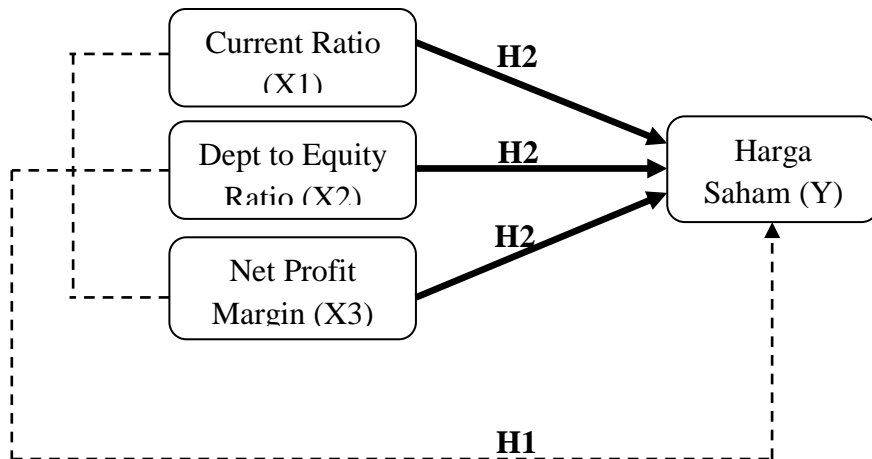 Current Ratio
(X1)
H2
Dept to Equity
Ratio (X2)
H2
Harga
Saham (Y)
Net Profit
Margin (X3)
H2
H1